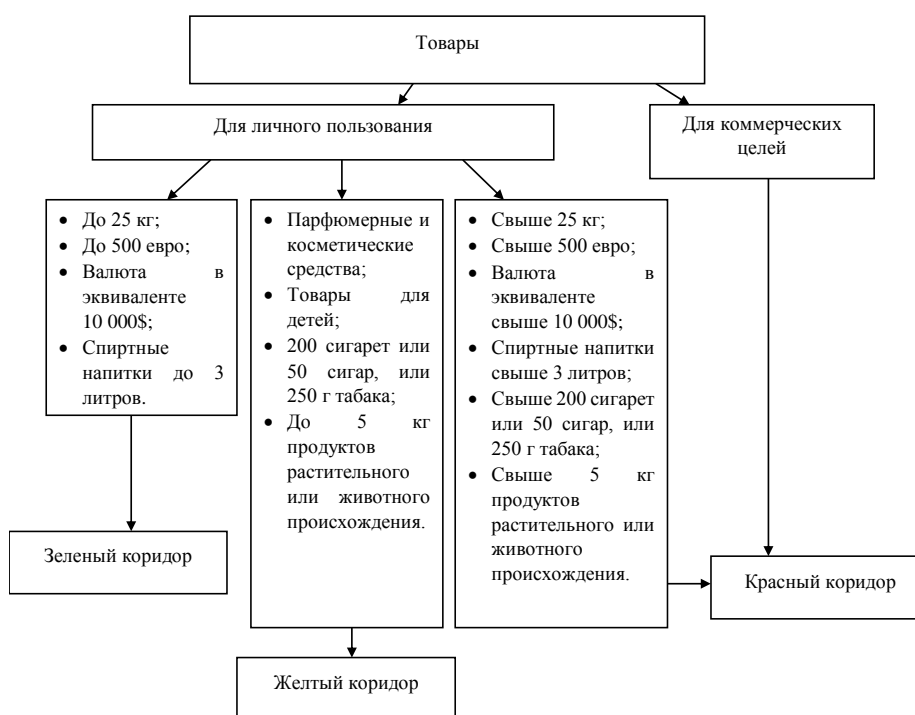 Товары
Для личного пользования
Для коммерческих
целей
• До 25 кг;
• До 500 евро;
• Валюта в
эквиваленте
10 000$;
• Спиртные
напитки до 3
литров.
• Парфюмерные и
косметические
средства;
• Товары для
детей;
• 200 сигарет или
50 сигар, или
250 г табака;
• До 5 кг
продуктов
растительного
или животного
происхождения.
• Свыше 25 кг;
• Свыше 500 евро;
• Валюта в
эквиваленте
свыше 10 000$;
• Спиртные напитки
свыше 3 литров;
• Свыше 200 сигарет
или 50 сигар, или
250 г табака;
• Свыше 5 кг
продуктов
растительного или
животного
происхождения.
Зеленый коридор
Красный коридор
Желтый коридор